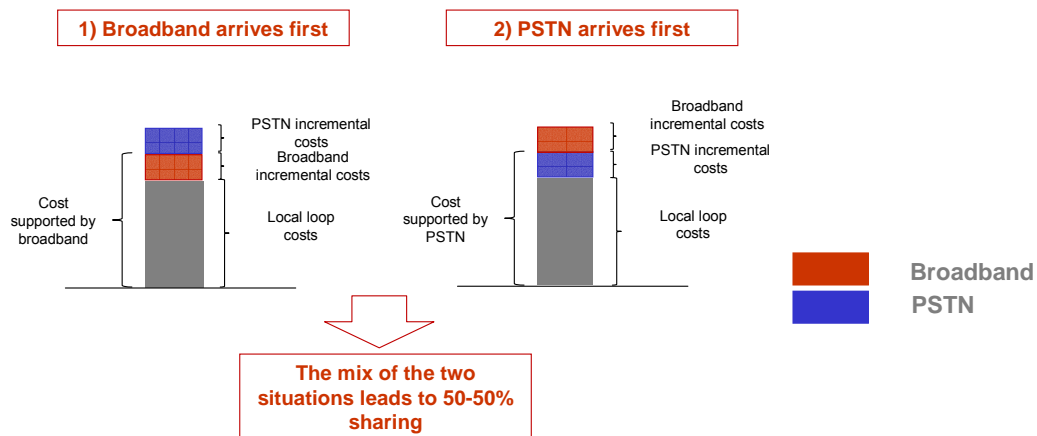 1) Broadband arrives first
2) PSTN arrives first
PSTN incremental
costs
Broadband
incremental costs
Cost
supported by
broadband
Local loop
costs
Broadband
incremental costs
PSTN incremental
costs
Cost
supported by
PSTN
Local loop
costs
Broadband
PSTN
The mix of the two
situations leads to 50-50%
sharing